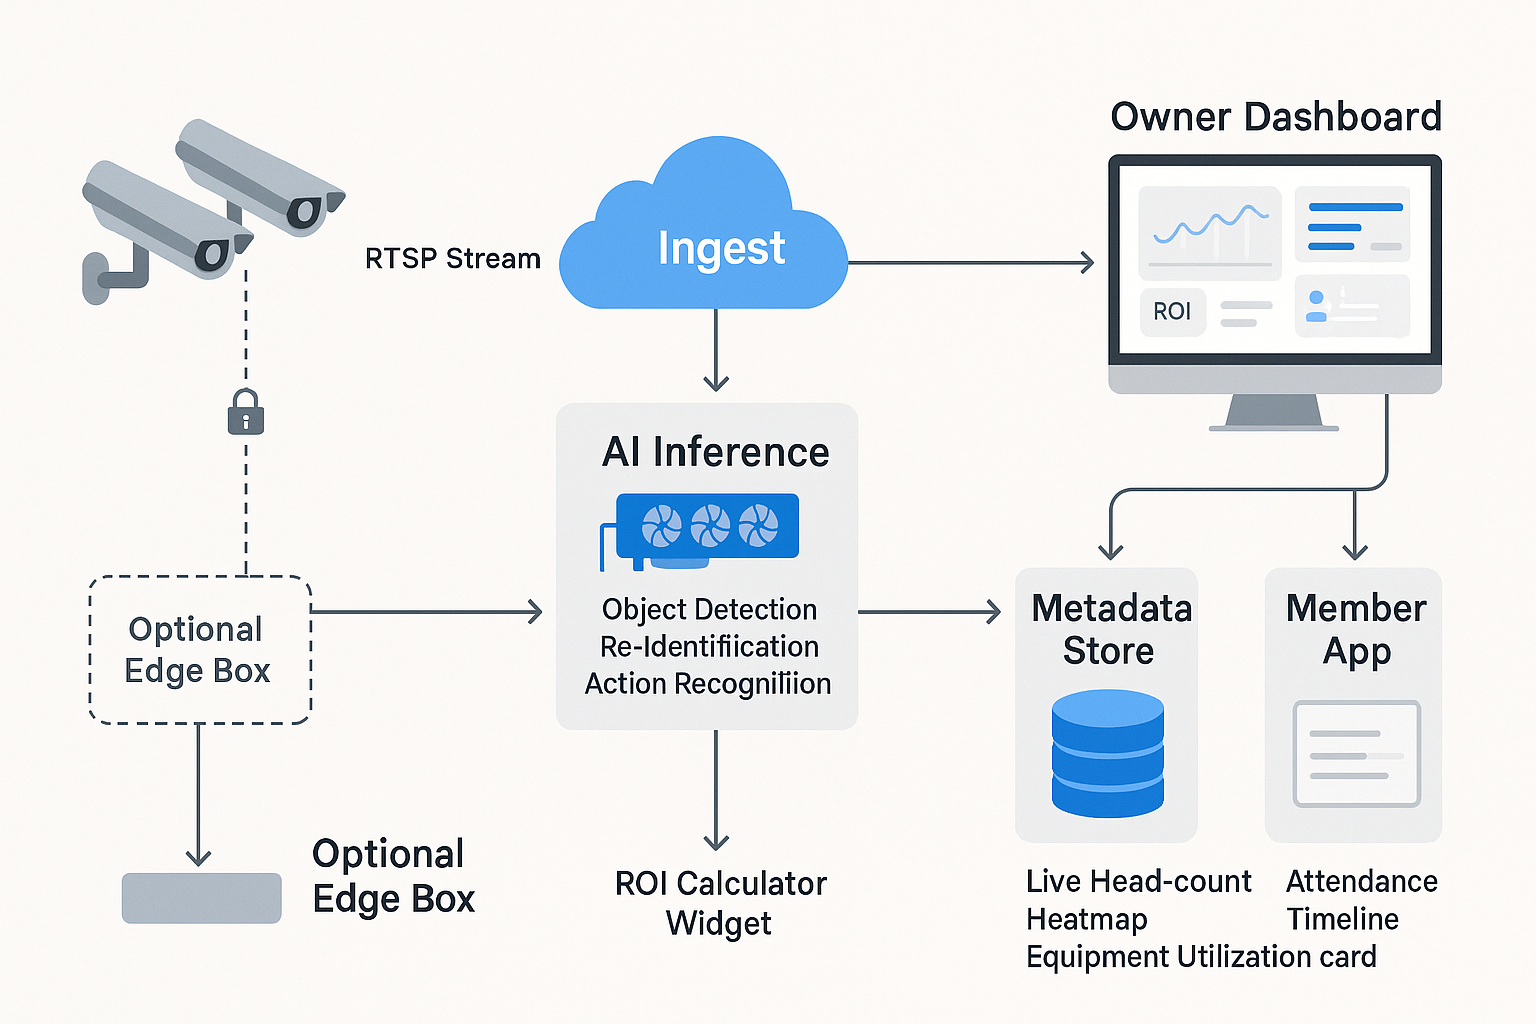 Owner Dashboard
RTSP Stream
Ingest
ROI
AI Inference
Object Detection
Re-Identifiication
Action Recogniīlion
Optional
Edge Box
Metadata
Store
Member
App
Optional
Edge Box
ROI Calculator
Widget
Live Head-count
Heatmap
Equipment Utilization card
Attendance
Timeline